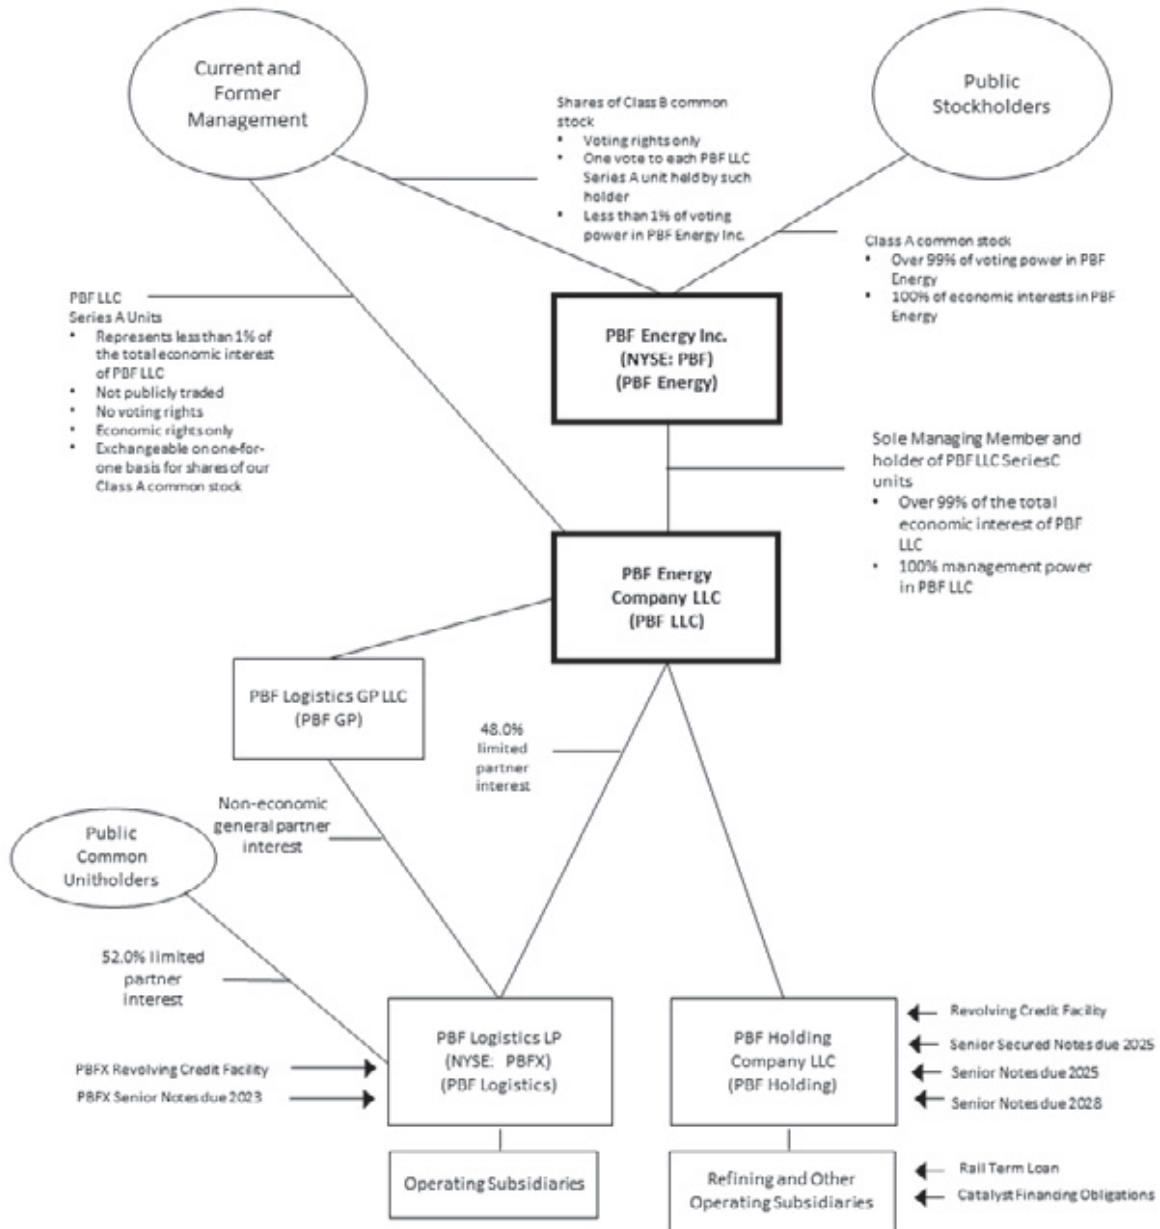 Current and
Former
Management
Public
Stockholders
Shares of Class B common
stock
• Voting rights only
• One vote to each PBF LLC
Series A unit held by such
holder
• Less than 1% of voting
power in PBF Energy Inc.
Class A common stock
• Over 99% of voting power in PBF
Energy
• 100% of economic interests in PBF
Energy
PBF LLC
Series A Units
• Represents less than 1% of
the total economic interest
of PBF LLC
• Not publicly traded
• No voting rights
• Economic rights only
• Exchangeable on one-for-
one basis for shares of our
Class A common stock
PBF Energy Inc.
(NYSE: PBF)
(PBF Energy)
Sole Managing Member and
holder of PBF LLC Series C
units
• Over 99% of the total
economic interest of PBF
LLC
• 100% management power
in PBF LLC
PBF Energy
Company LLC
(PBF LLC)
PBF Logistics GP LLC
(PBF GP)
48.0%
limited
partner
interest
Non-economic
general partner
interest
Public
Common
Unitholders
52.0% limited
partner
interest
PBF Logistics LP
(NYSE: PBFX)
(PBF Logistics)
PBFX Revolving Credit Facility
PBFX Senior Notes due 2023
PBF Holding
Company LLC
(PBF Holding)
Revolving Credit Facility
Senior Secured Notes due 2025
Senior Notes due 2025
Senior Notes due 2028
Operating Subsidiaries
Refining and Other
Operating Subsidiaries
Rail Term Loan
Catalyst Financing Obligations